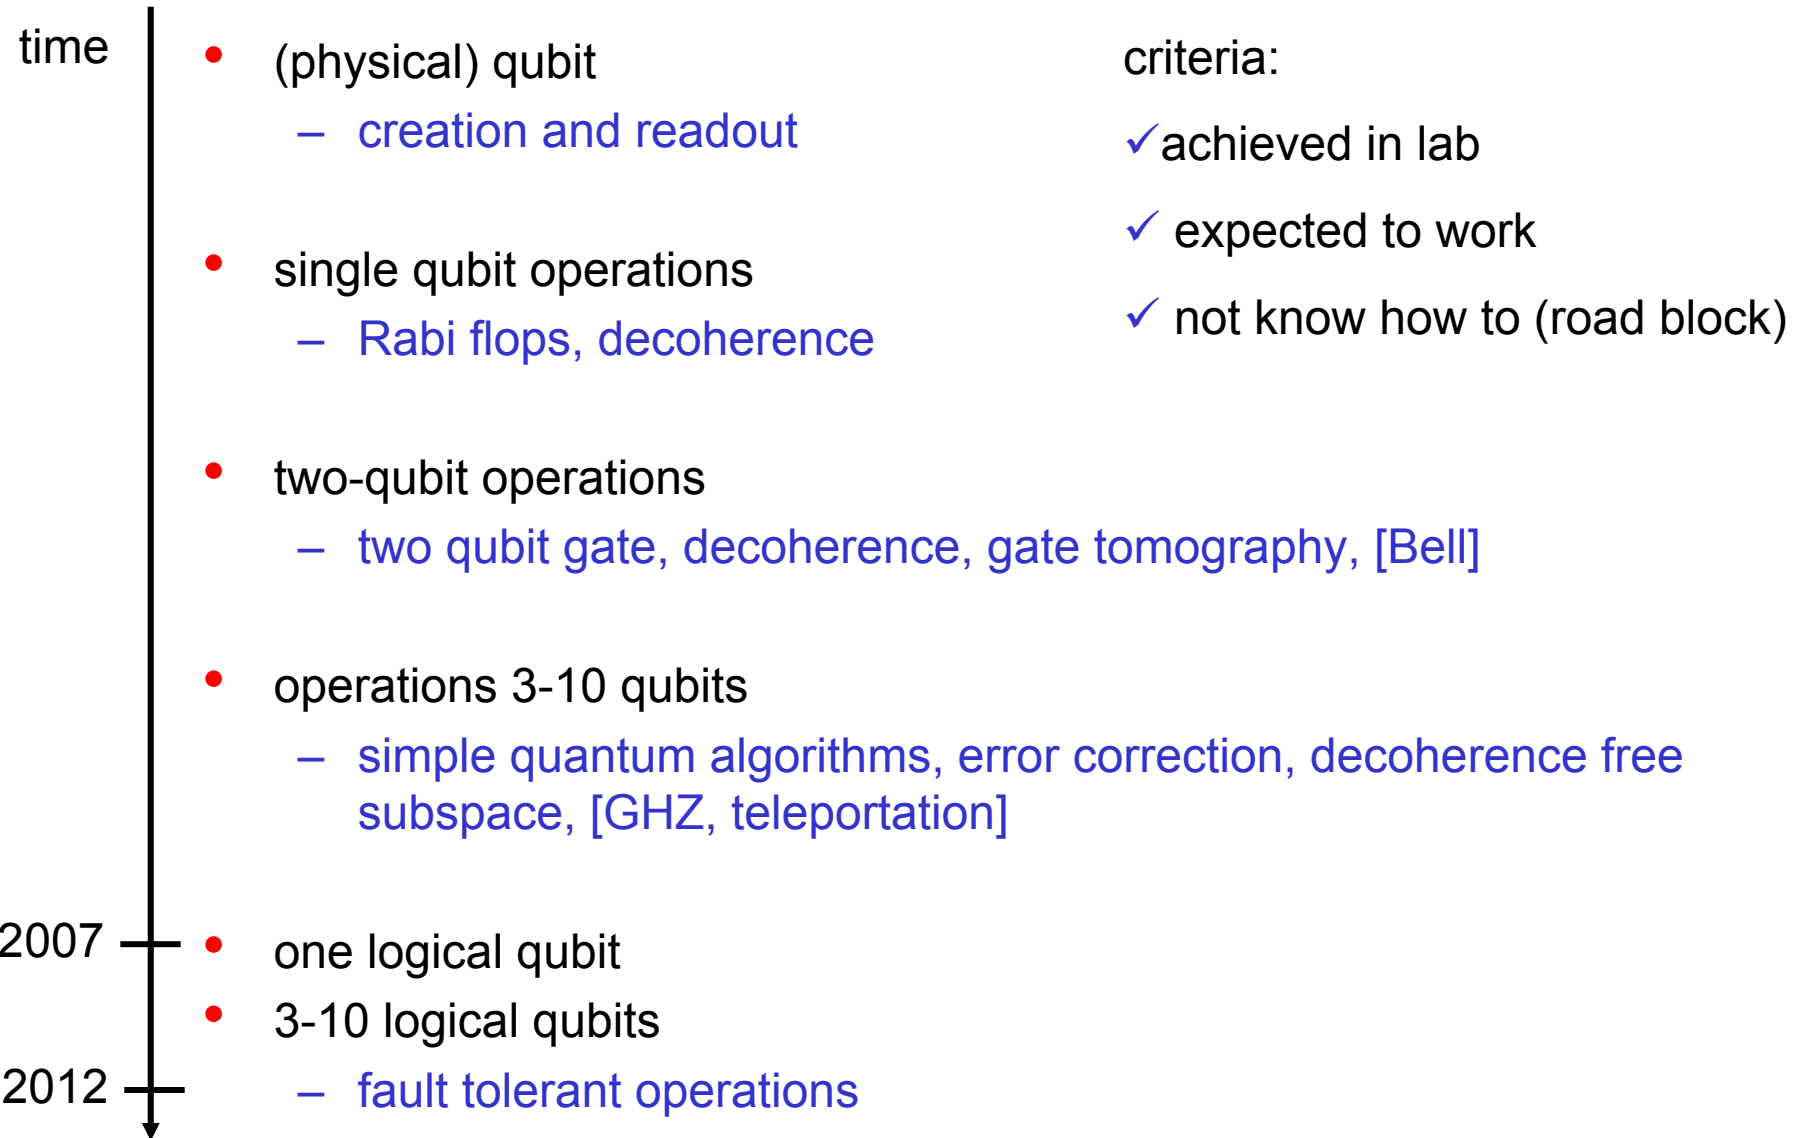 time
• (physical) qubit
– creation and readout
• single qubit operations
– Rabi flops, decoherence
• two-qubit operations
– two qubit gate, decoherence, gate tomography, [Bell]
• operations 3-10 qubits
– simple quantum algorithms, error correction, decoherence free
subspace, [GHZ, teleportation]
2007
• one logical qubit
• 3-10 logical qubits
2012
– fault tolerant operations
criteria:
✓achieved in lab
✓ expected to work
✓ not know how to (road block)